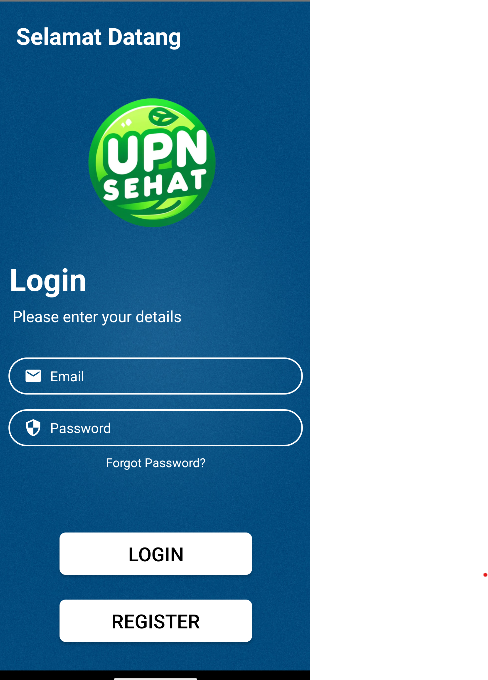 Selamat Datang
UPN
SEHAT
Login
Please enter your details
Email
Password
Forgot Password?
LOGIN
REGISTER